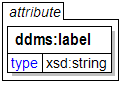 attribute
ddms:label
type xsd:string